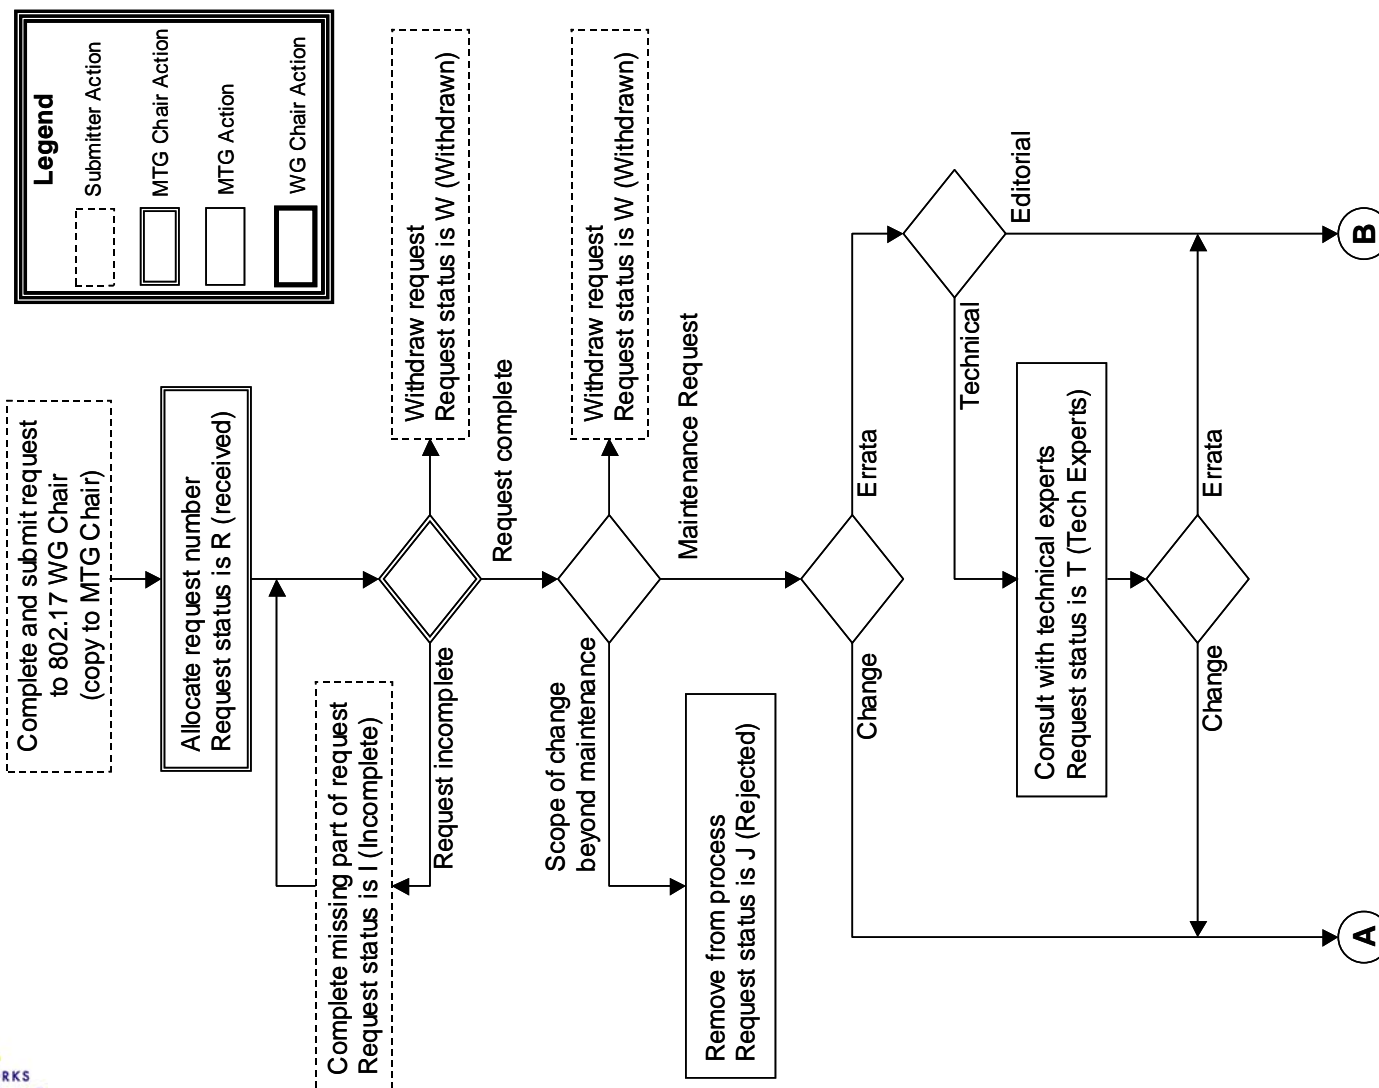 Legend
Submitter Action
MTG Chair Action
MTG Action
WG Chair Action
Complete and submit request
to 802.17 WG Chair
(copy to MTG Chair)
Allocate request number
Request status is R (received)
Complete missing part of request
Request status is I (Incomplete)
Request incomplete
Withdraw request
Request status is W (Withdrawn)
Request complete
Scope of change
beyond maintenance
Withdraw request
Request status is W (Withdrawn)
Maintenance Request
Remove from process
Request status is J (Rejected)
Change
Errata
Technical
Editorial
Consult with technical experts
Request status is T (Tech Experts)
Change
Errata
A
B
RKS